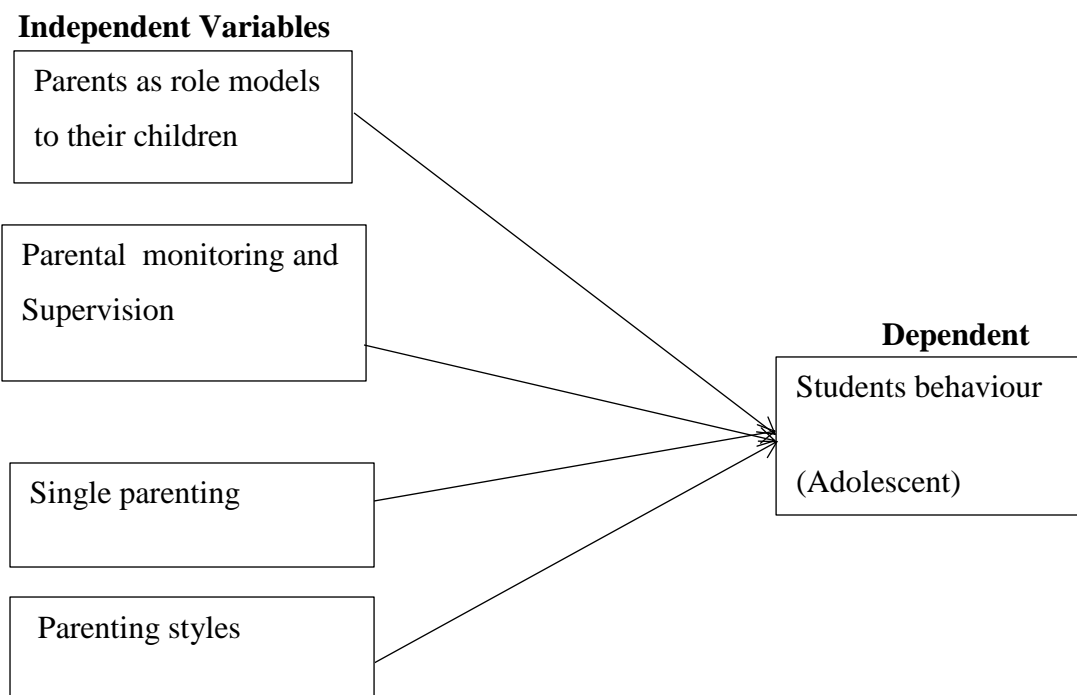 Independent Variables
Parents as role models
to their children
Parental  monitoring and
Supervision
Single parenting
Parenting styles
Dependent
Students behaviour
(Adolescent)